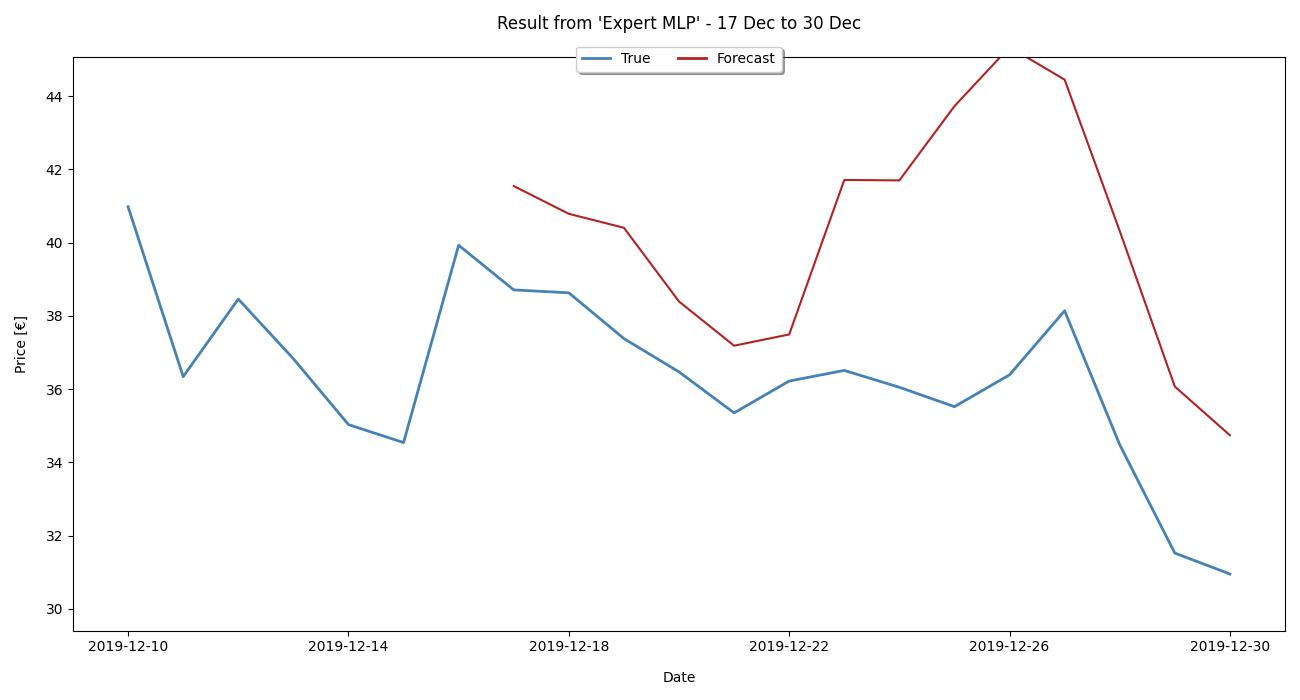 Result from 'Expert MLP' - 17 Dec to 30 Dec
True Forecast
44
42
40
38
36
34
32
30
Price [€]
2019-12-10 2019-12-14 2019-12-18 2019-12-22 2019-12-26 2019-12-30
Date